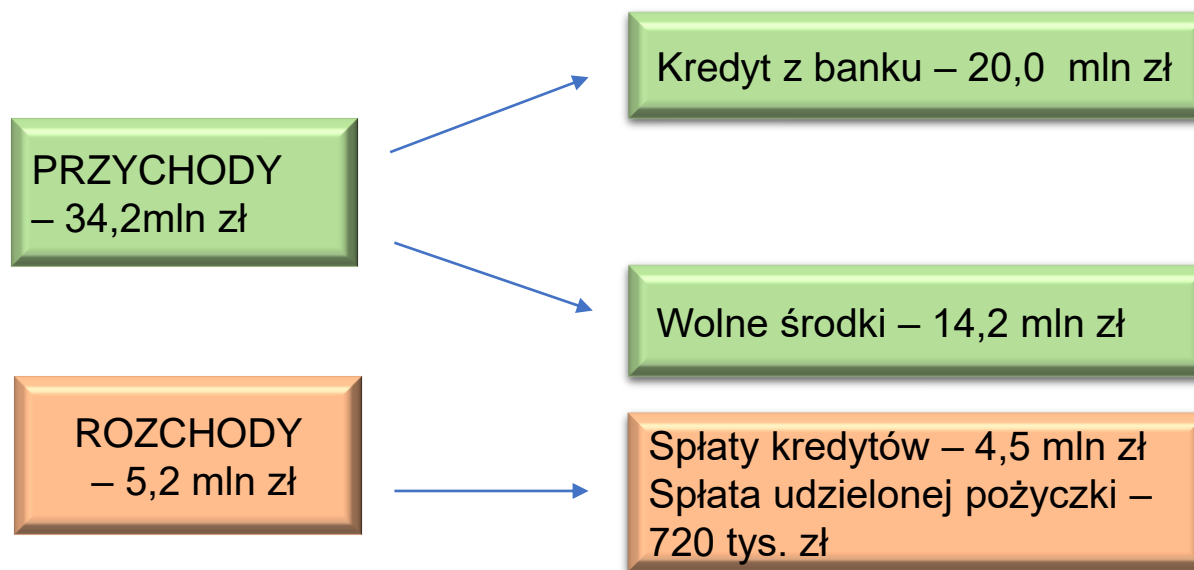 PRZYCHODY
– 34,2mln zł
Kredyt z banku – 20,0  mln zł
Wolne środki – 14,2 mln zł
ROZCHODY
– 5,2 mln zł
Spłaty kredytów – 4,5 mln zł
Spłata udzielonej pożyczki –
720 tys. zł